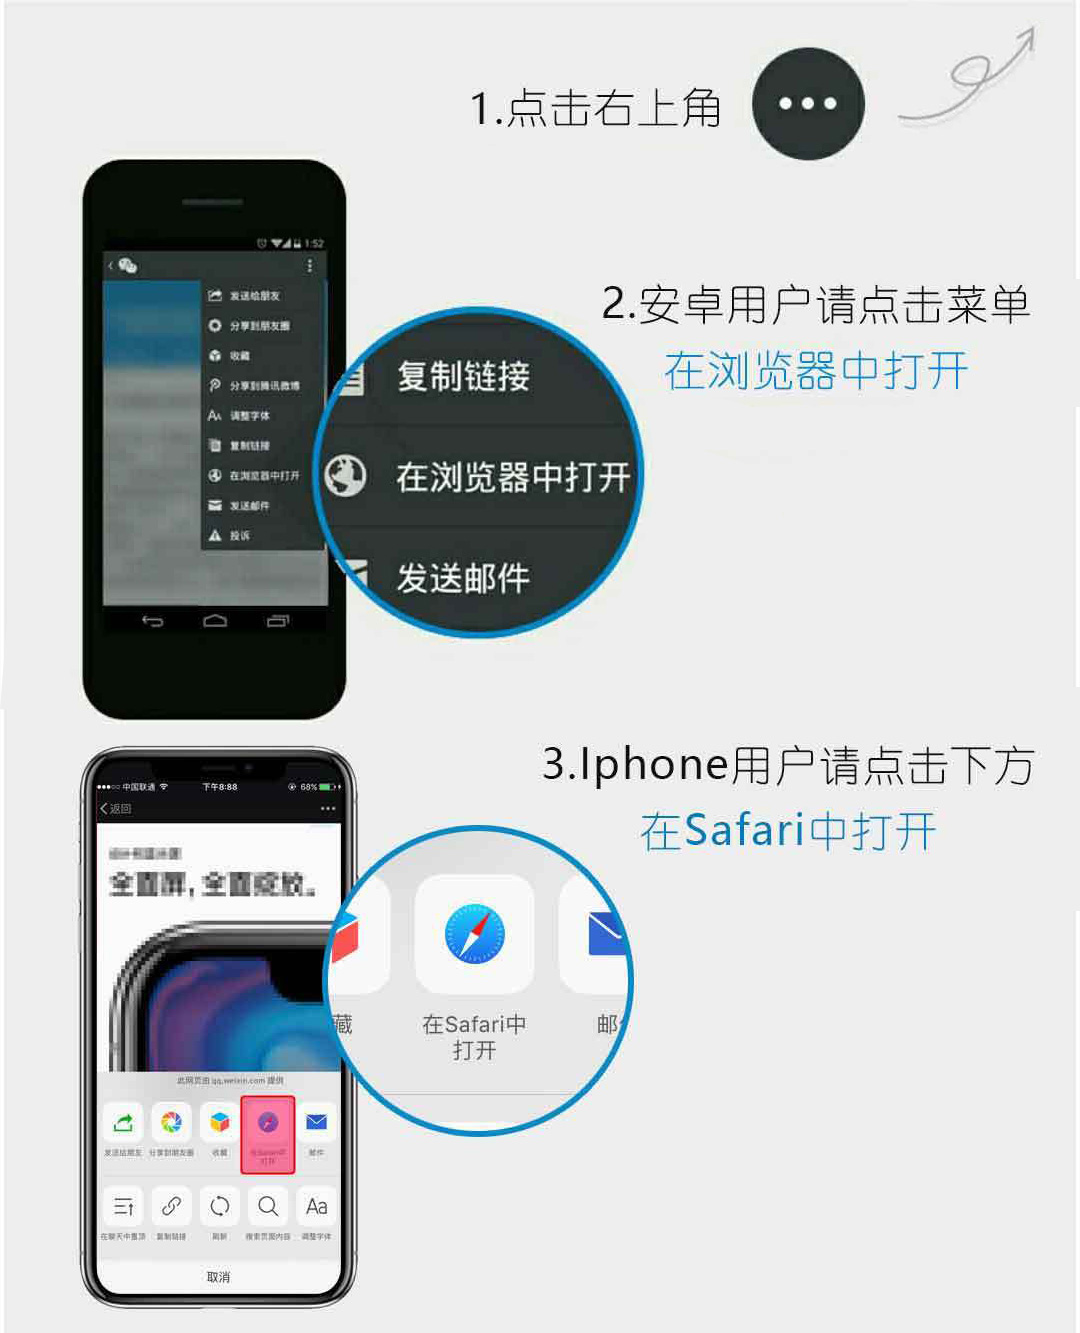 1.点击右上角
1:52
发送给朋友
分享到朋友圈
收藏
分享到腾讯微博
调整字体
复制链接
在浏览器中打开
发送邮件
投诉
2.安卓用户请点击菜单
在浏览器中打开
复制链接
在浏览器中打开
发送邮件
3.Iphone用户请点击下方
在Safari中打开
中国联通
下午8:88
68%
返回
全面屏，全面绽放。
藏
在Safari中
打开
邮
此网页由 qq.weixin.com 提供
发送给朋友
分享到朋友圈
收藏
在Safari中
打开
邮件
Aa
在聊天中置顶
复制链接
刷新
搜索页面内容
调整字体
取消